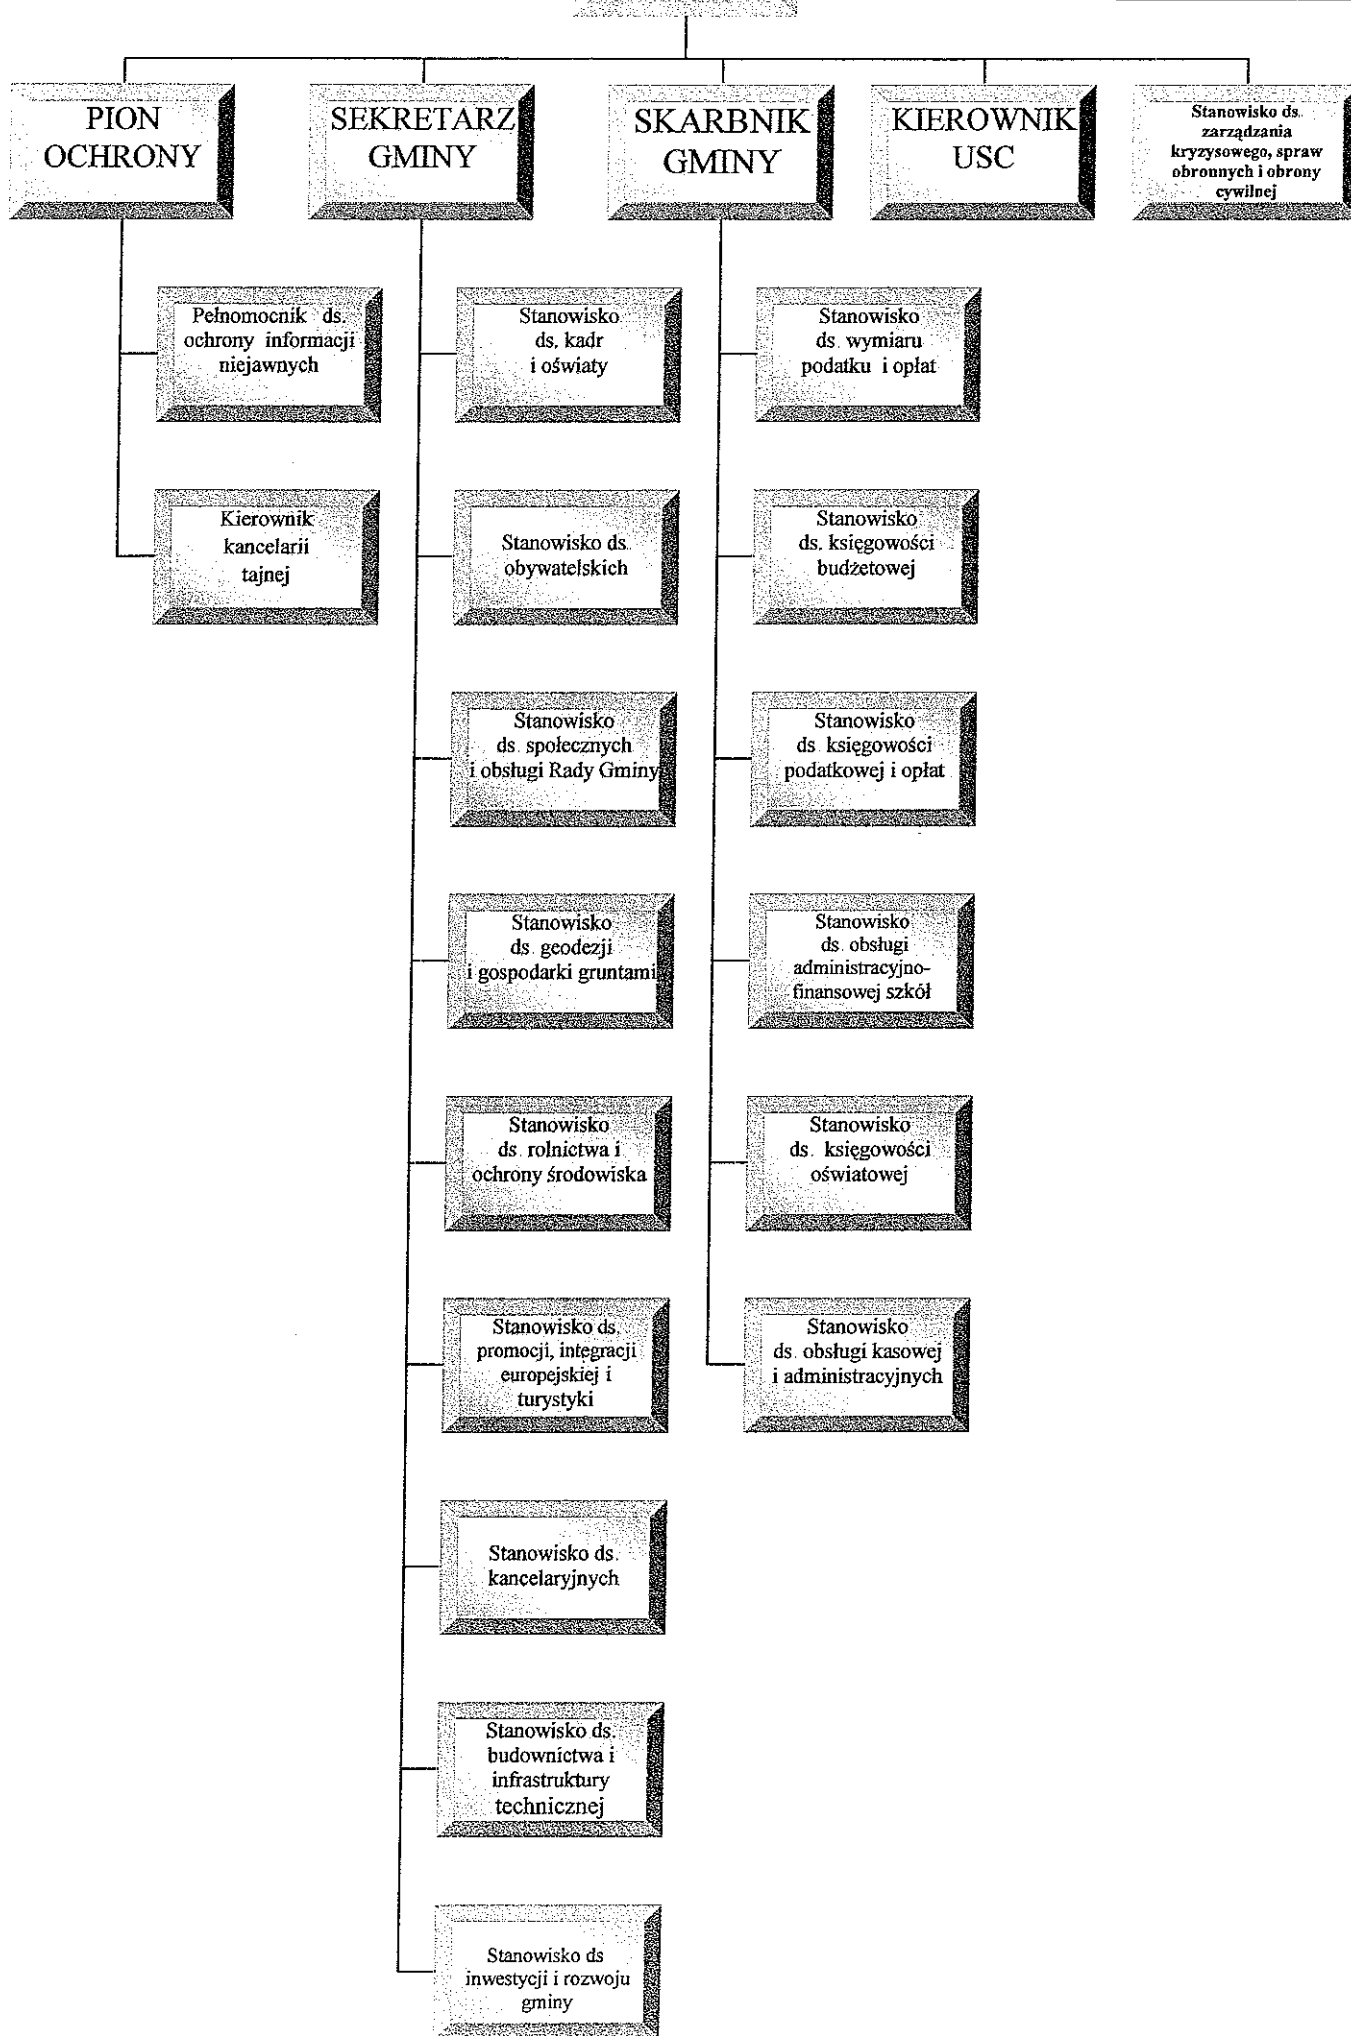 PION
OCHRONY
SEKRETARZ
GMINY
SKARBNIK
GMINY
KIEROWNIK
USC
Stanowisko ds.
zarządzania
kryzysowego, spraw
obronnych i obrony
cywilnej
Pełnomocnik ds.
ochrony informacji
niejawnych
Kierownik
kancelarii
tajnej
Stanowisko
ds. kadr
i oświaty
Stanowisko ds.
obywatelskich
Stanowisko
ds. społecznych
i obsługi Rady Gminy
Stanowisko
ds. geodezji
i gospodarki gruntami
Stanowisko
ds. rolnictwa i
ochrony środowiska
Stanowisko ds.
promocji, integracji
europejskiej i
turystyki
Stanowisko ds.
kancelaryjnych
Stanowisko ds.
budownictwa i
infrastruktury
technicznej
Stanowisko ds
inwestycji i rozwoju
gminy
Stanowisko
ds. wymiaru
podatku i opłat
Stanowisko
ds. księgowości
budżetowej
Stanowisko
ds. księgowości
podatkowej i opłat
Stanowisko
ds. obsługi
administracyjno-
finansowej szkół
Stanowisko
ds. księgowości
oświatowej
Stanowisko
ds. obsługi kasowej
i administracyjnych